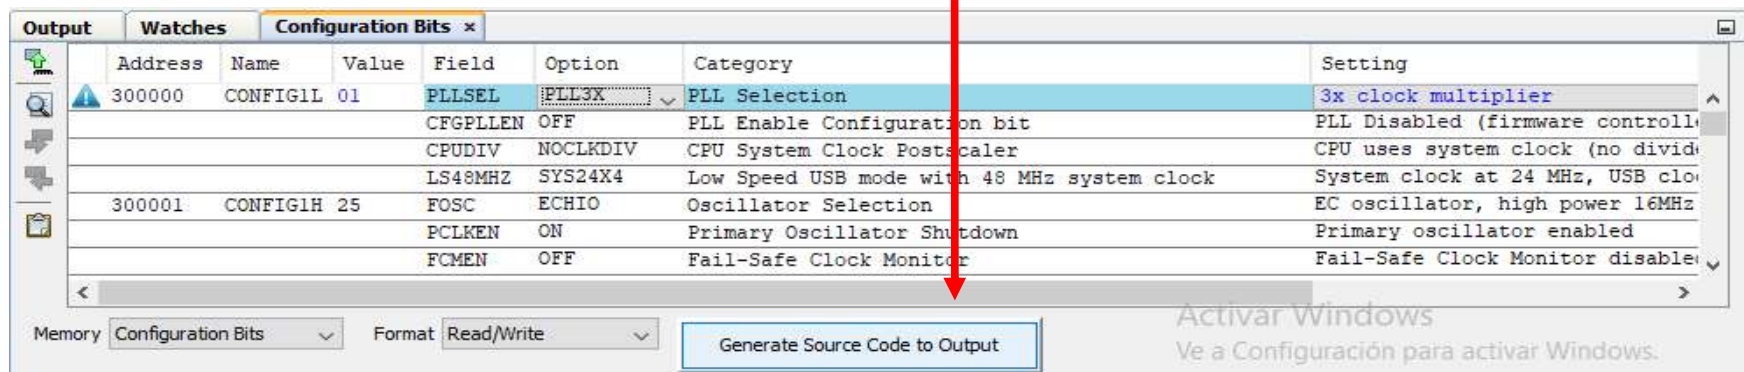 Output Watches Configuration Bits ×
Address Name Value Field Option Category Setting
300000 CONFIG1L 01 PLLSEL PLL3X PLL Selection 3x clock multiplier
CFGPLLEN OFF PLL Enable Configuration bit PLL Disabled (firmware controlle
CPUDIV NOCLKDIV CPU System Clock Postscaler CPU uses system clock (no divide
LS48MHZ SYS24X4 Low Speed USB mode with 48 MHz system clock System clock at 24 MHz, USB cloc
300001 CONFIG1H 25 FOSC ECHIO Oscillator Selection EC oscillator, high power 16MHz
PCLKEN ON Primary Oscillator Shutdown Primary oscillator enabled
FCMEN OFF Fail-Safe Clock Monitor Fail-Safe Clock Monitor disabled
Memory Configuration Bits Format Read/Write Generate Source Code to Output
Activar Windows
Ve a Configuración para activar Windows.